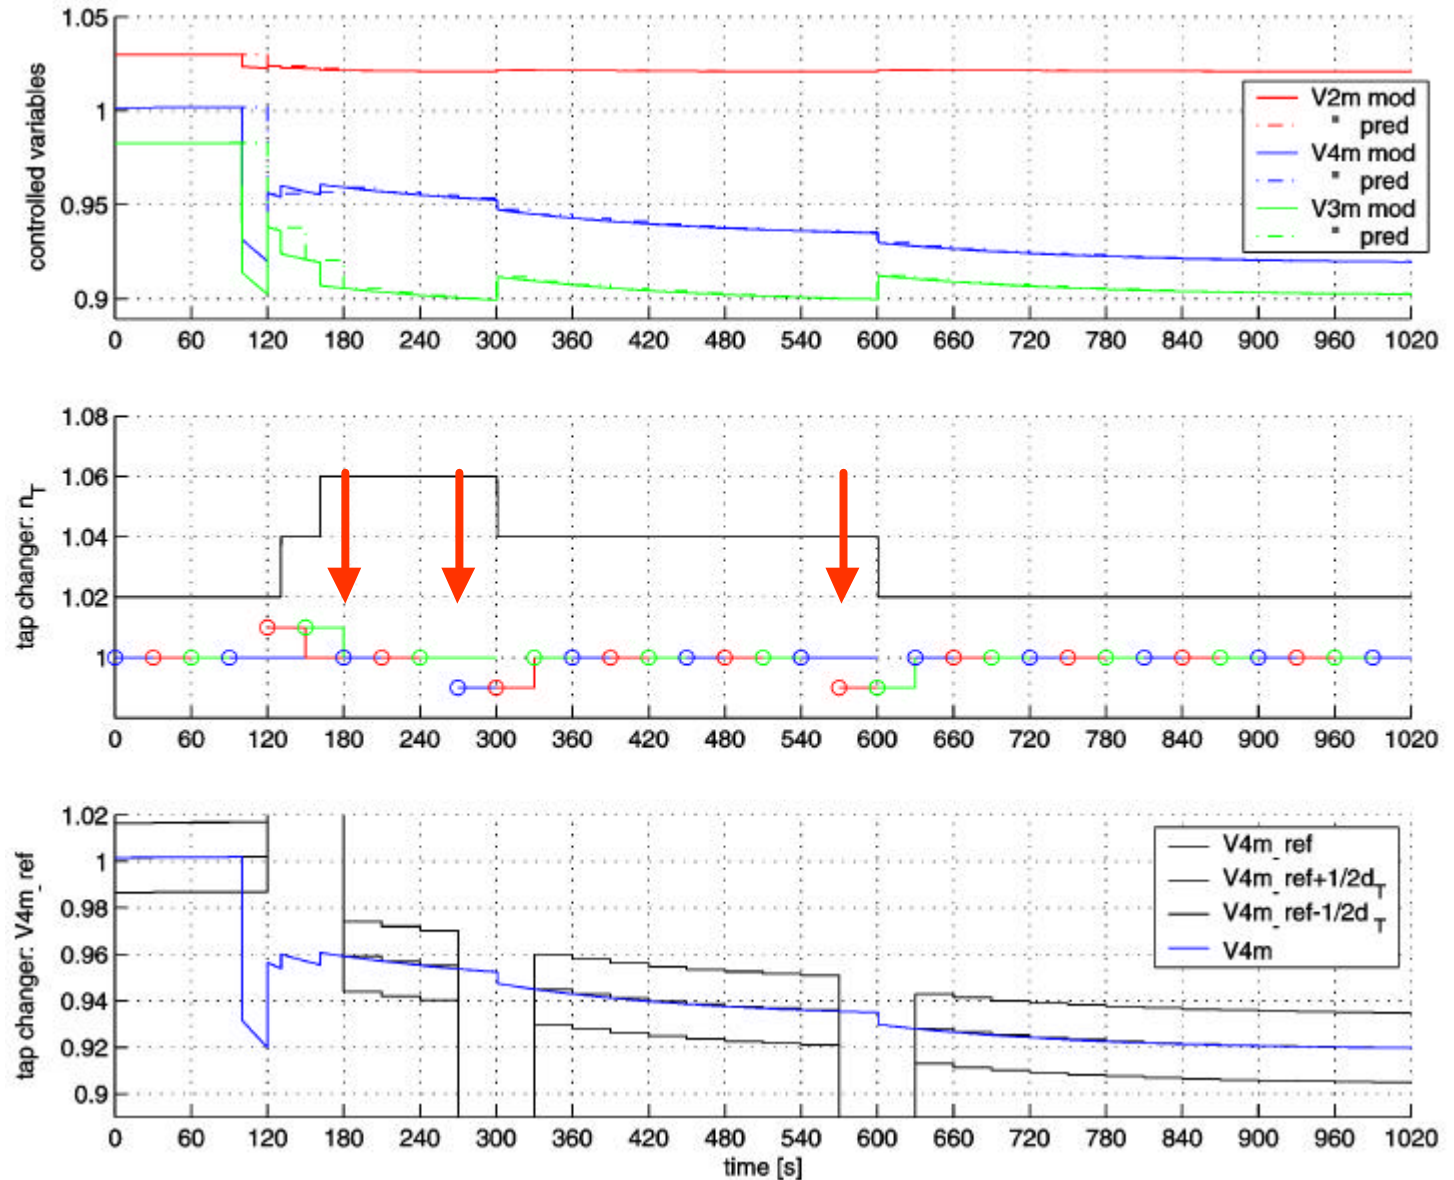 controlled variables
1.05
1
0.95
0.9
0 60 120 180 240 300 360 420 480 540 600 660 720 780 840 900 960 1020
V2m mod
" pred
V4m mod
" pred
V3m mod
" pred
tap changer: n_T
1.08
1.06
1.04
1.02
1
0 60 120 180 240 300 360 420 480 540 600 660 720 780 840 900 960 1020
tap changer: V4m_ref
1.02
1
0.98
0.96
0.94
0.92
0.9
0 60 120 180 240 300 360 420 480 540 600 660 720 780 840 900 960 1020
V4m_ref
V4m_ref+1/2d_T
V4m_ref-1/2d_T
V4m
time [s]